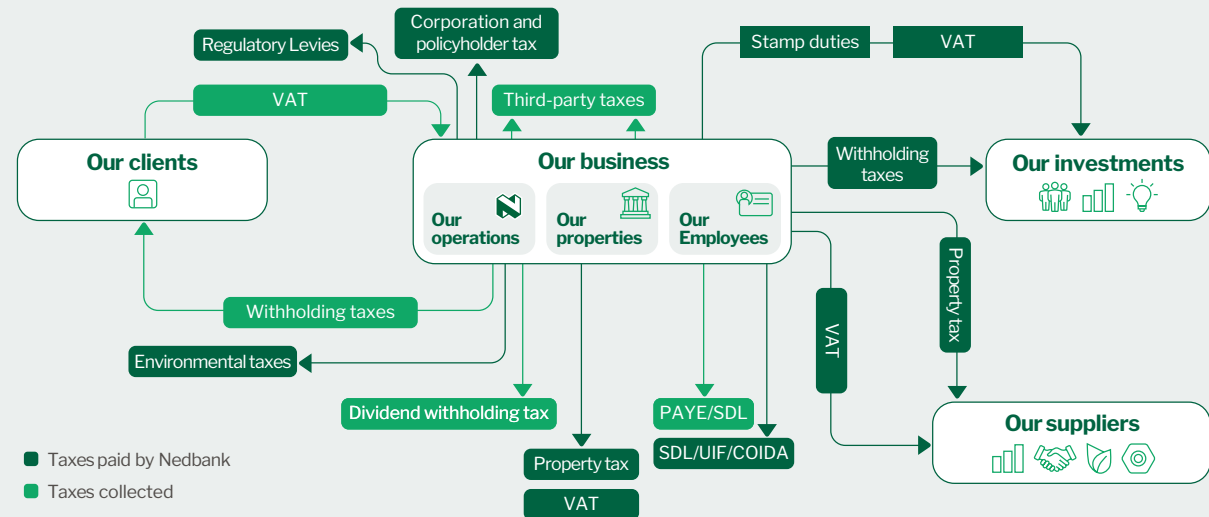 Corporation and
policyholder tax
Regulatory Levies
Stamp duties
VAT
VAT
Third-party taxes
Our clients
Our business
Withholding
taxes
Our investments
Our
operations
Our
properties
Our
Employees
Property tax
Withholding taxes
VAT
Environmental taxes
Dividend withholding tax
PAYE/SDL
Our suppliers
SDL/UIF/COIDA
Property tax
VAT
Taxes paid by Nedbank
Taxes collected